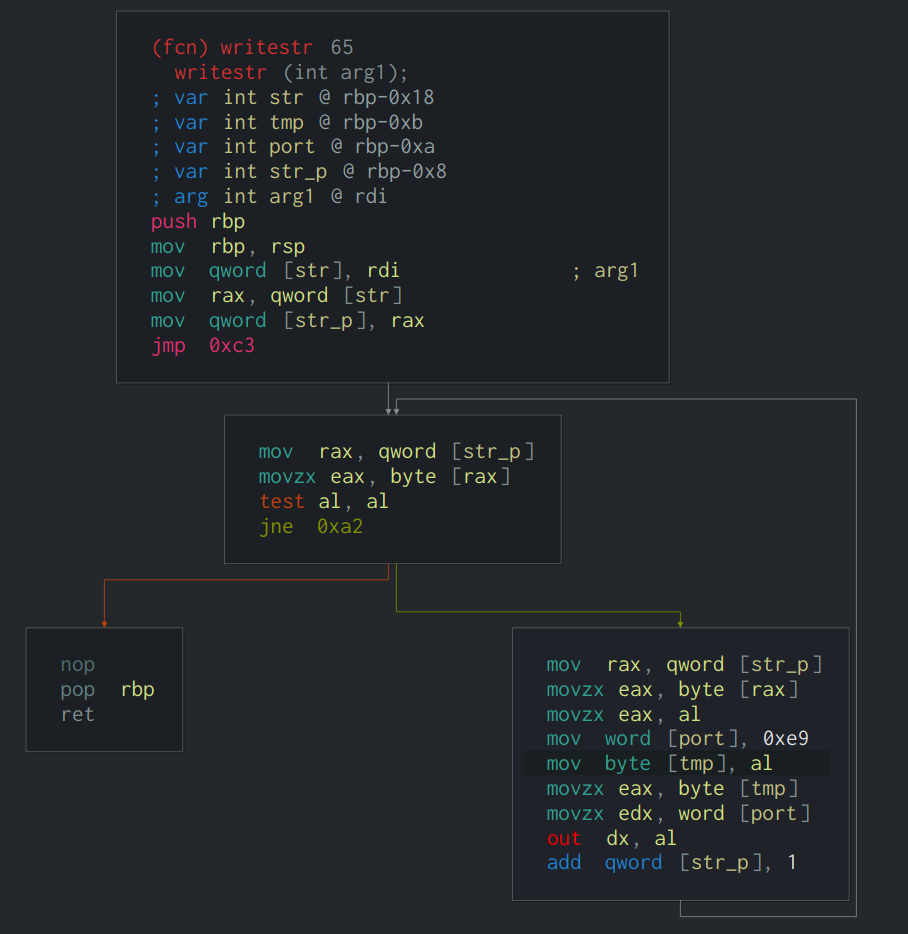 (fcn) writestr 65
writestr (int arg1);
; var int str @ rbp-0x18
; var int tmp @ rbp-0xb
; var int port @ rbp-0xa
; var int str_p @ rbp-0x8
; arg int arg1 @ rdi
push rbp
mov rbp, rsp
mov qword [str], rdi ; arg1
mov rax, qword [str]
mov qword [str_p], rax
jmp 0xc3
mov rax, qword [str_p]
movzx eax, byte [rax]
test al, al
jne 0xa2
nop
pop rbp
ret
mov rax, qword [str_p]
movzx eax, byte [rax]
movzx eax, al
mov word [port], 0xe9
mov byte [tmp], al
movzx eax, byte [tmp]
movzx edx, word [port]
out dx, al
add qword [str_p], 1